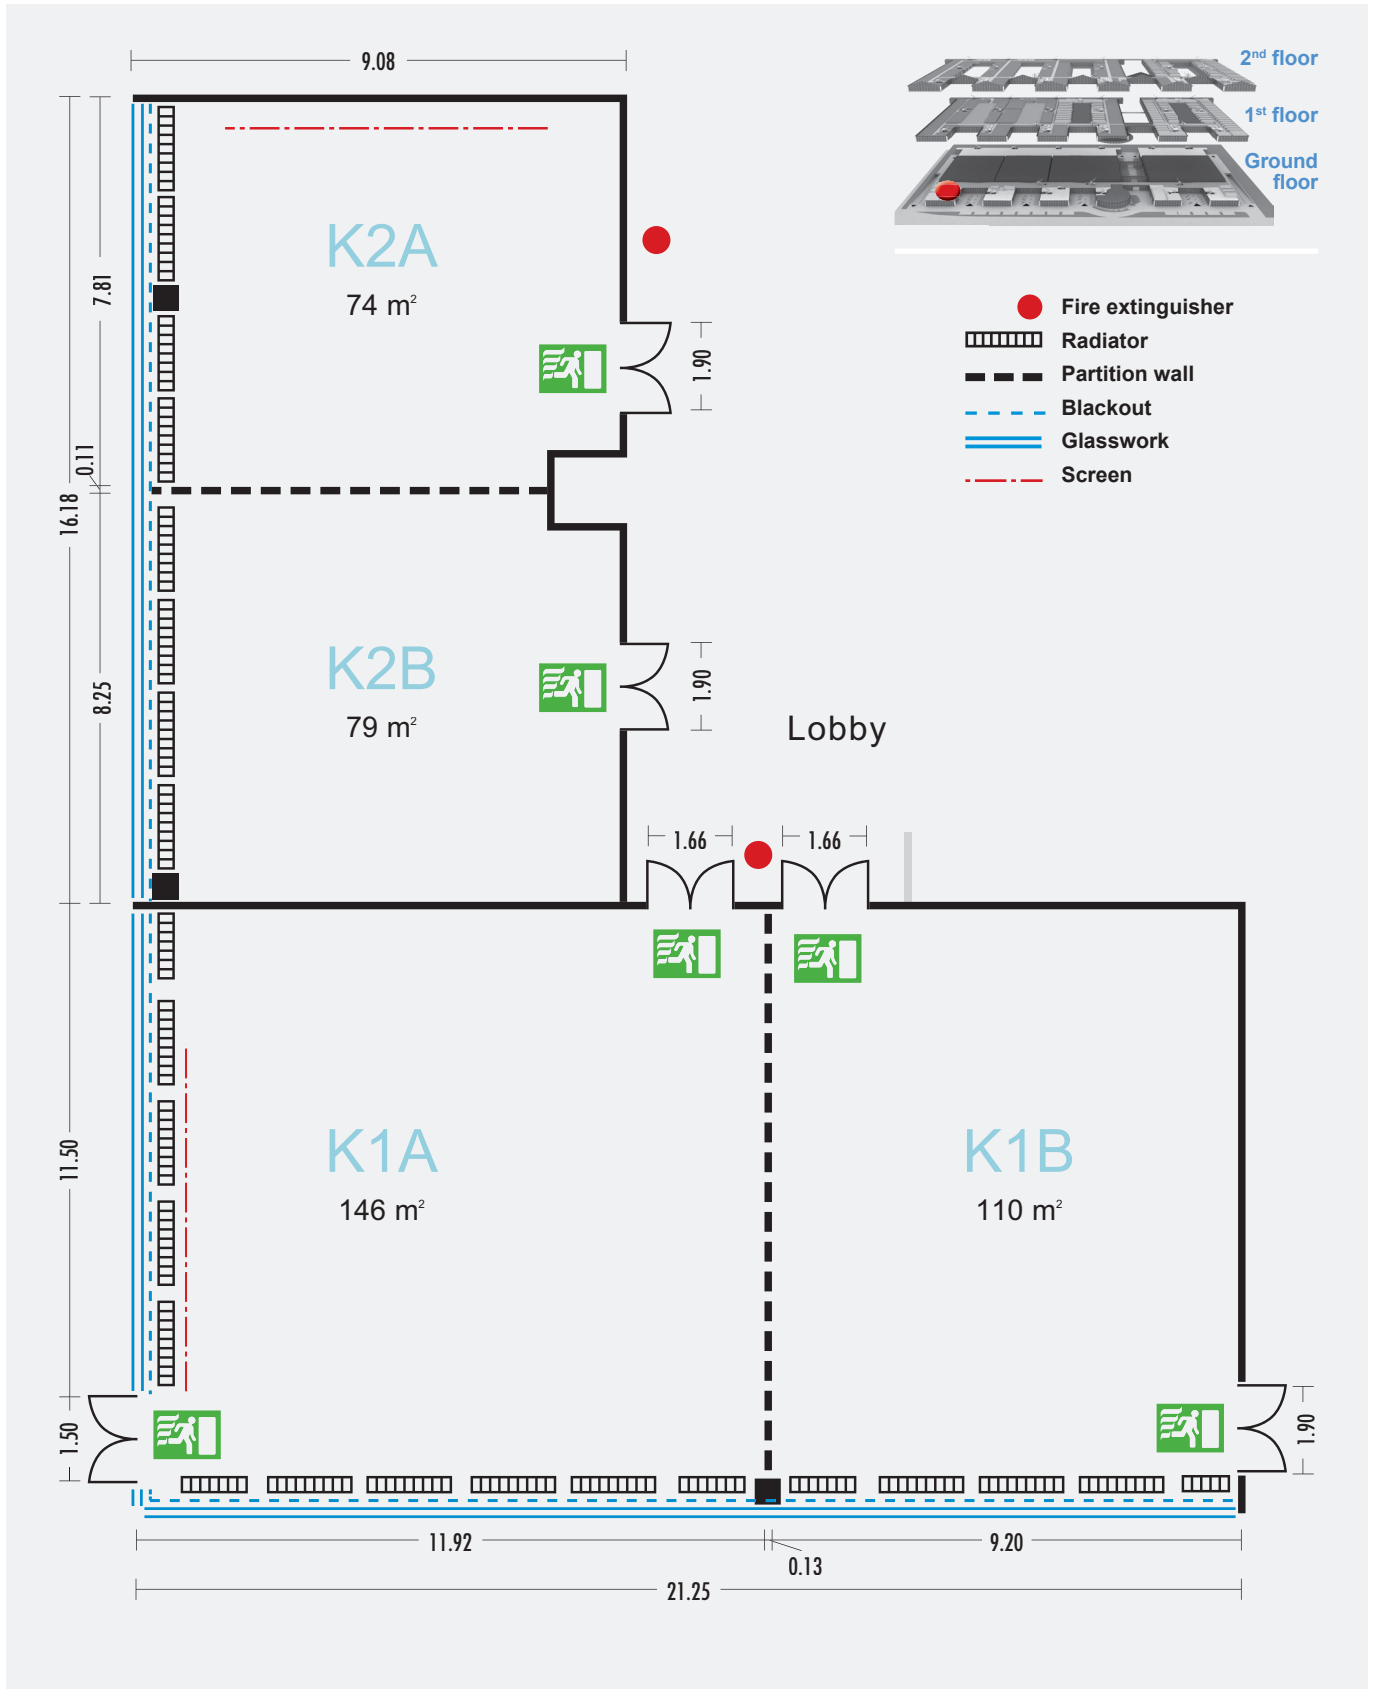 9.08
2nd floor
1st floor
Ground
floor
K2A
74 m²
7.81
1.90
Fire extinguisher
Radiator
Partition wall
Blackout
Glasswork
Screen
0.11
16.18
K2B
79 m²
8.25
1.90
Lobby
1.66
1.66
K1A
146 m²
K1B
110 m²
11.50
1.50
1.90
11.92
9.20
0.13
21.25